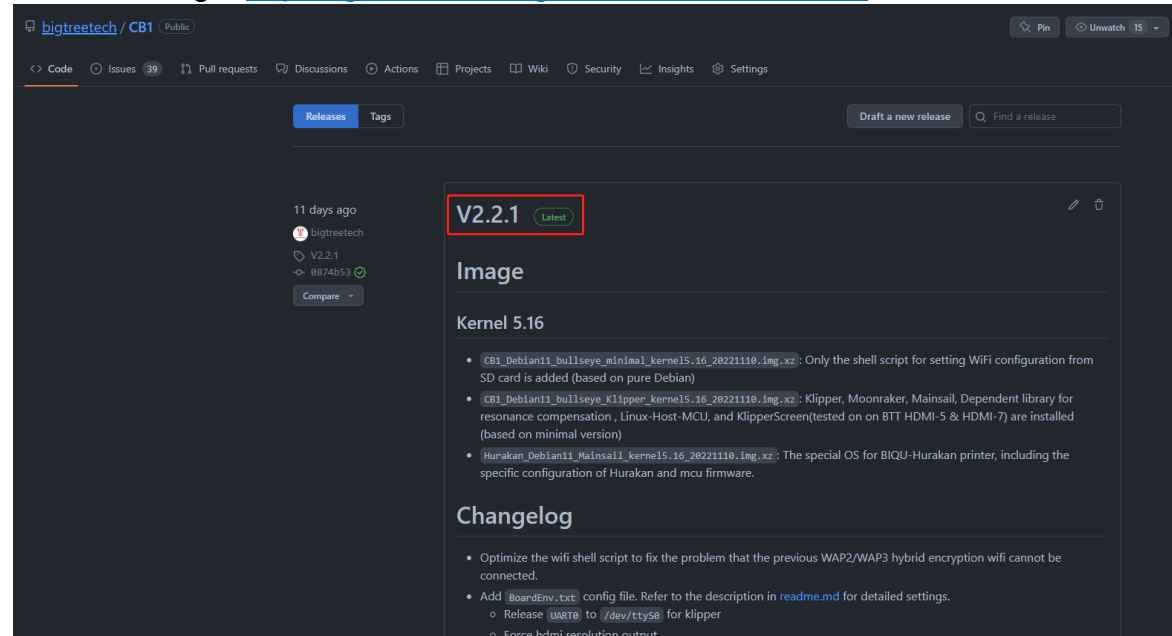 bigtreetech / CB1 Public
Pin
Unwatch 15
Code
Issues 39
Pull requests
Discussions
Actions
Projects
Wiki
Security
Insights
Settings
Releases
Tags
Draft a new release
Find a release
11 days ago
bigtreetech
V2.2.1
0874b53
Compare
V2.2.1 Latest
Image
Kernel 5.16
CB1_Debian11_bullseye_minimal_kernel5.16_20221110.img.xz : Only the shell script for setting WiFi configuration from
SD card is added (based on pure Debian)
CB1_Debian11_bullseye_Klipper_kernel5.16_20221110.img.xz : Klipper, Moonraker, Mainsail, Dependent library for
resonance compensation , Linux-Host-MCU, and KlipperScreen(tested on on BTT HDMI-5 & HDMI-7) are installed
(based on minimal version)
Hurakan_Debian11_Mainsail_kernel5.16_20221110.img.xz : The special OS for BIQU-Hurakan printer, including the
specific configuration of Hurakan and mcu firmware.
Changelog
Optimize the wifi shell script to fix the problem that the previous WAP2/WAP3 hybrid encryption wifi cannot be
connected.
Add BoardEnv.txt config file. Refer to the description in readme.md for detailed settings.
Release UART0 to /dev/ttyS0 for klipper
Force hdmi resolution output